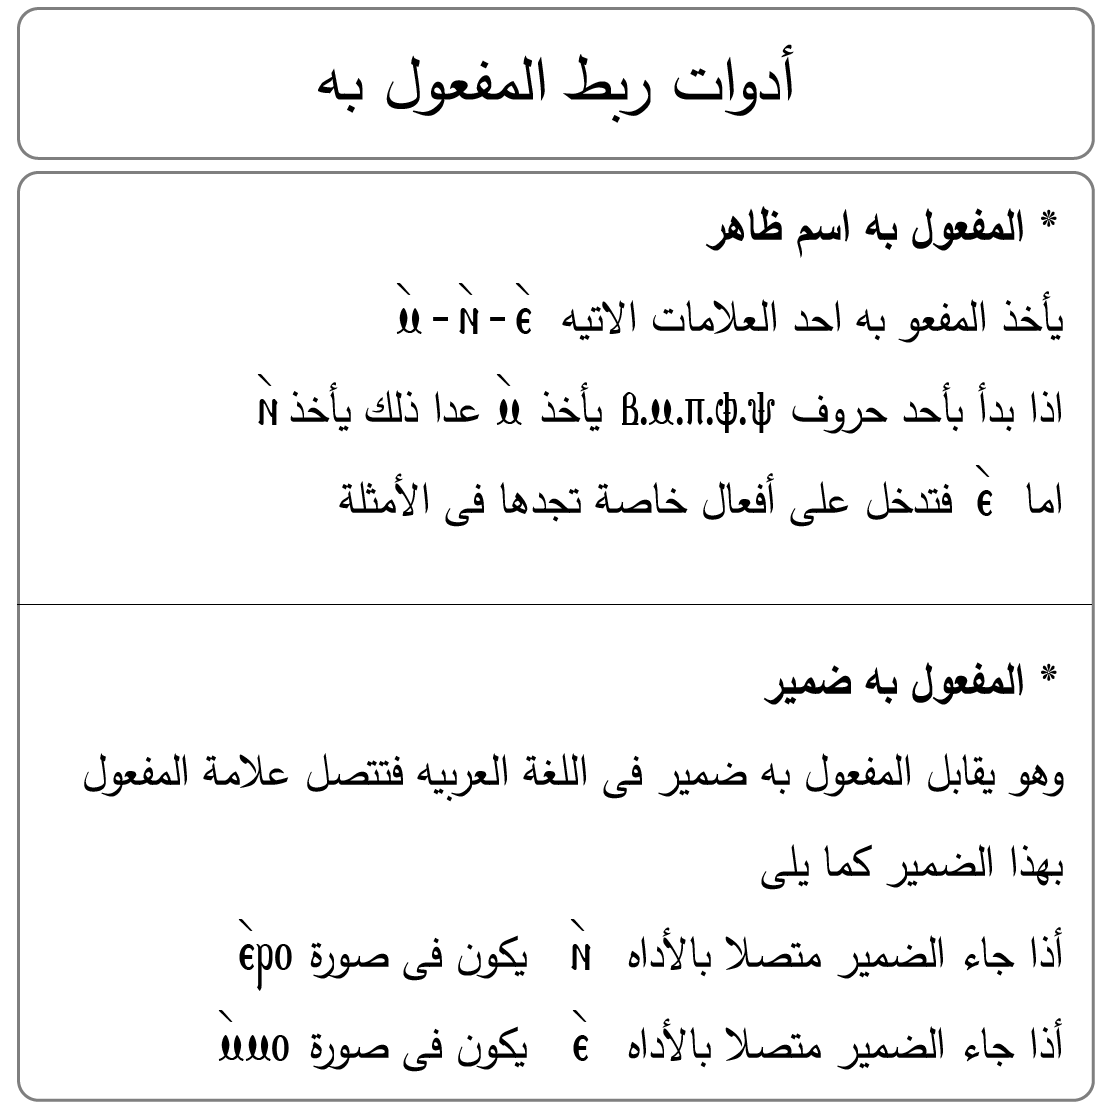 أدوات ربط المفعول به
* المفعول به اسم ظاهر
يأخذ المفعو به احد العلامات الاتيه ⲉ̀ - ⲛ̀ - ⲙ̀
اذا بدأ بأحد حروف ⲃ.ⲙ.ⲡ.ⲫ.ⲯ يأخذ ⲙ̀ عدا ذلك يأخذ ⲛ̀
اما ⲉ̀ فتدخل على أفعال خاصة تجدها فى الأمثلة
* المفعول به ضمير
وهو يقابل المفعول به ضمير فى اللغة العربيه فتتصل علامة المفعول
بهذا الضمير كما يلى
أذا جاء الضمير متصلا بالأداه ⲛ̀ يكون فى صورة ⲉ̀ⲣⲟ
أذا جاء الضمير متصلا بالأداه ⲉ̀ يكون فى صورة ⲙ̀ⲙⲟ